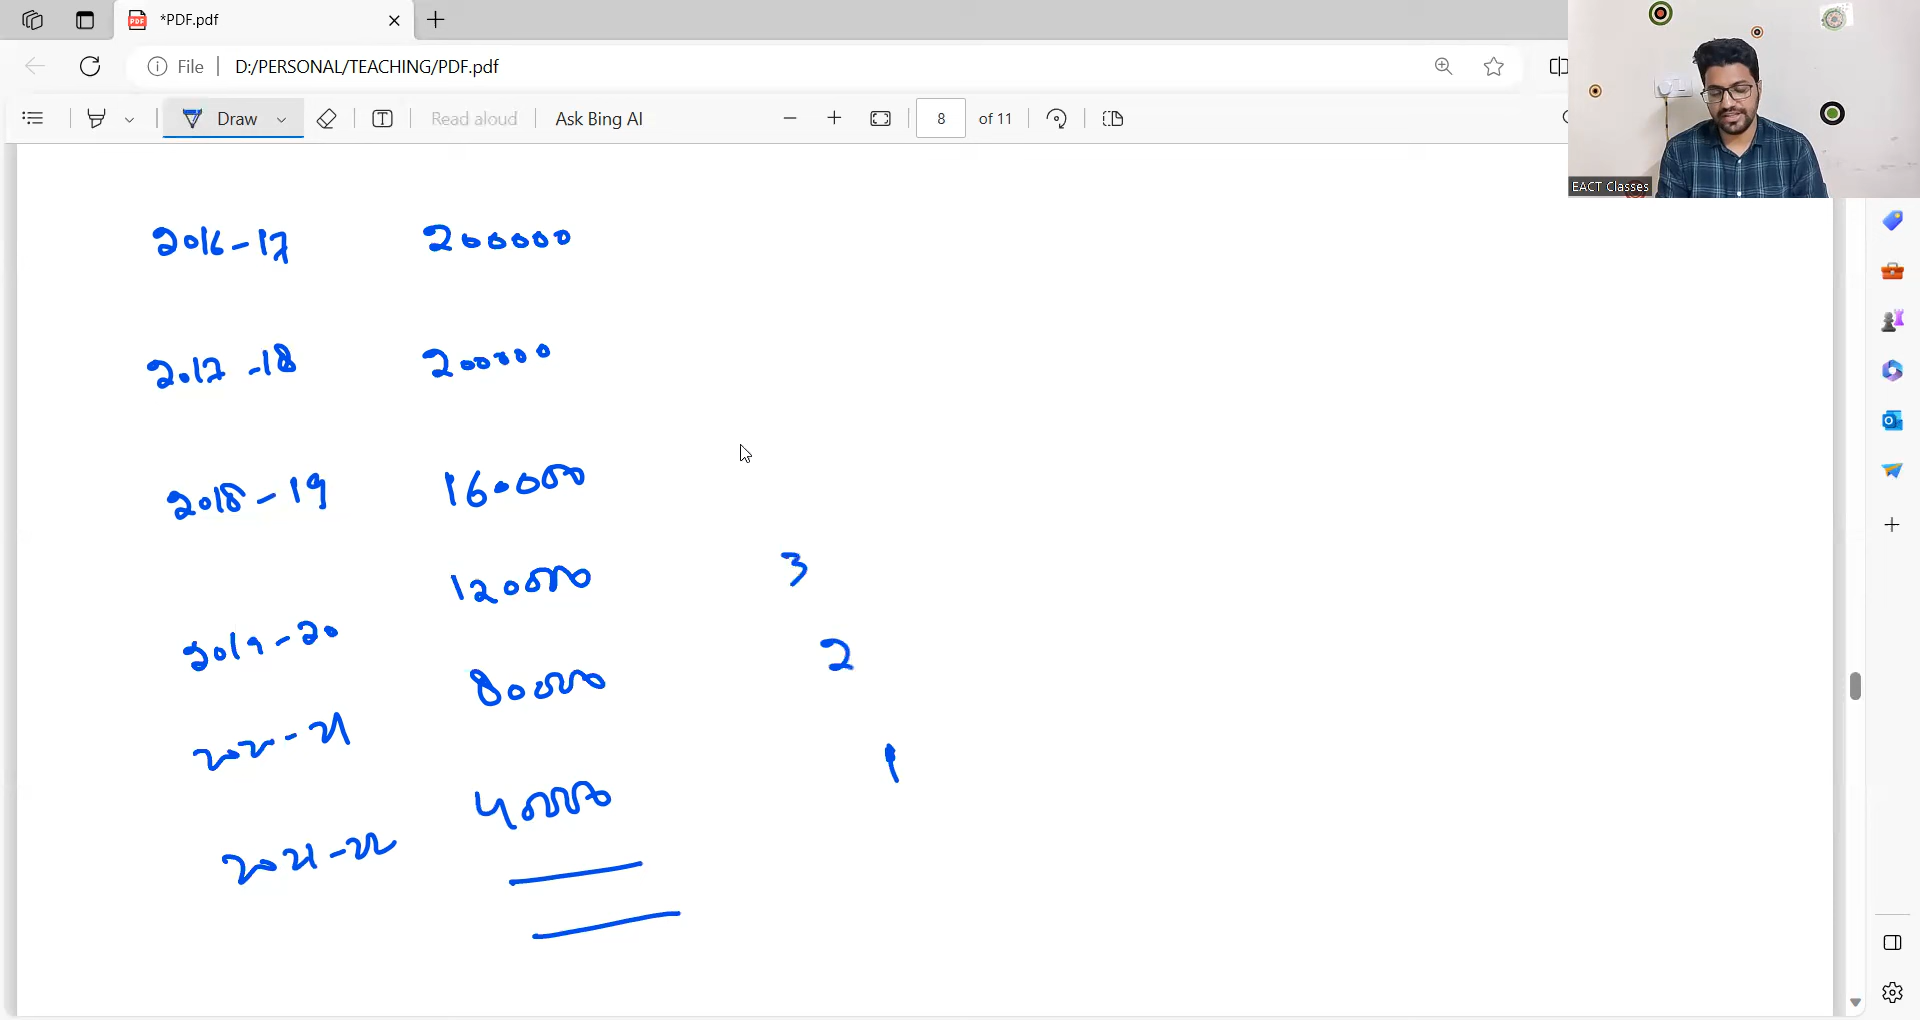 *PDF.pdf
File D:/PERSONAL/TEACHING/PDF.pdf
Draw Read aloud Ask Bing AI 8 of 11
EACT Classes
2016-17 200000
2017-18 200000
2018-19 160000
120000 3
2019-20 2
80000
2020-21 1
40000
2021-22